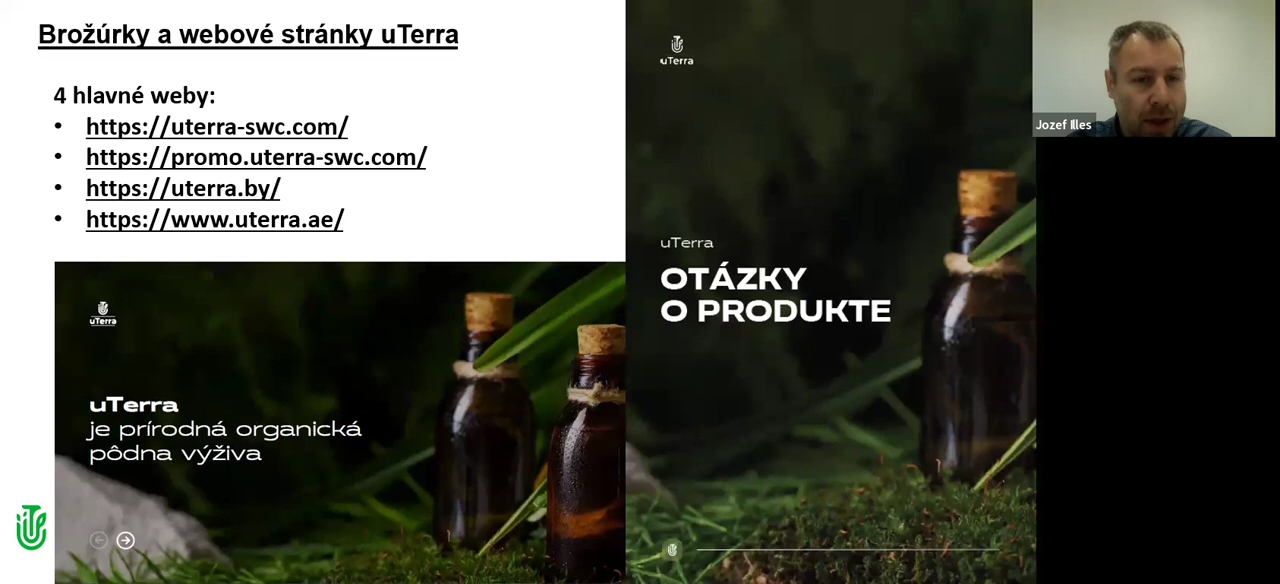 Brožúrky a webové stránky uTerra
4 hlavné weby:
• https://uterra-swc.com/
• https://promo.uterra-swc.com/
• https://uterra.by/
• https://www.uterra.ae/
uTerra
uTerra
je prírodná organická
pôdna výživa
uTerra
uTerra
OTÁZKY
O PRODUKTE
Jozef Illes